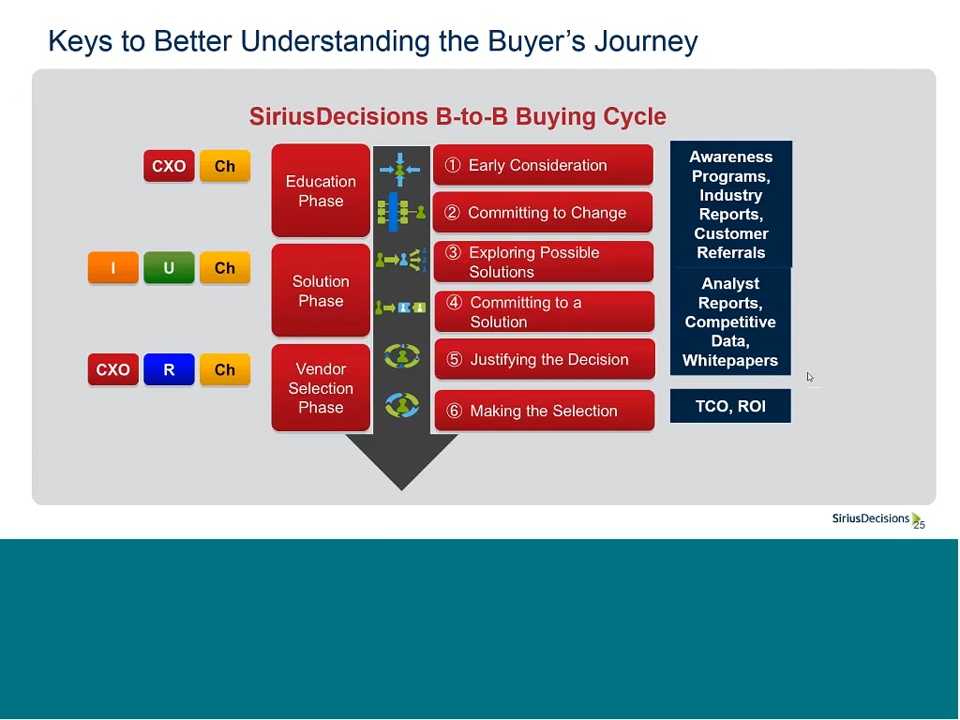 Keys to Better Understanding the Buyer's Journey
SiriusDecisions B-to-B Buying Cycle
CXO
Ch
Education
Phase
① Early Consideration
② Committing to Change
Awareness
Programs,
Industry
Reports,
Customer
Referrals
I
U
Ch
Solution
Phase
③ Exploring Possible
Solutions
④ Committing to a
Solution
Analyst
Reports,
Competitive
Data,
Whitepapers
CXO
R
Ch
Vendor
Selection
Phase
⑤ Justifying the Decision
⑥ Making the Selection
TCO, ROI
SiriusDecisions
25